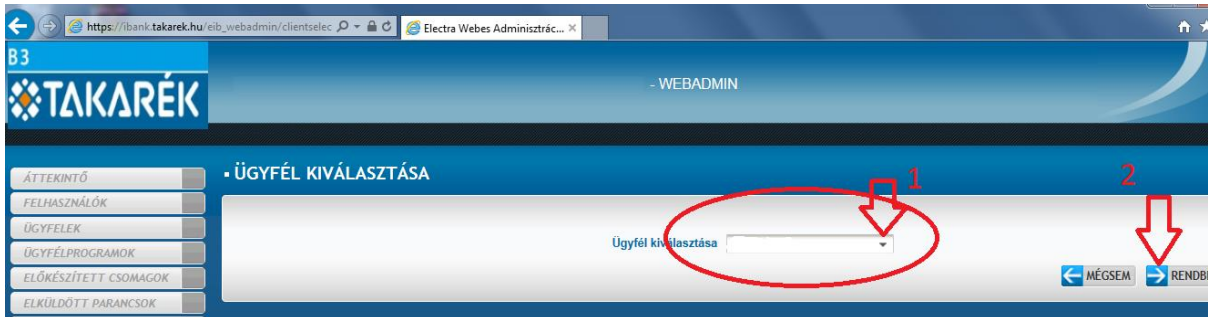 https://ibank.takarek.hu/eib_webadmin/clientselec
Electra Webes Adminisztrác...
B3
TAKARÉK
- WEBADMIN
ÜGYFÉL KIVÁLASZTÁSA
1
2
ÁTTEKINTŐ
FELHASZNÁLÓK
ÜGYFELEK
ÜGYFÉLPROGRAMOK
ELŐKÉSZÍTETT CSOMAGOK
ELKÜLDÖTT PARANCSOK
Ügyfél kiválasztása
MÉGSEM